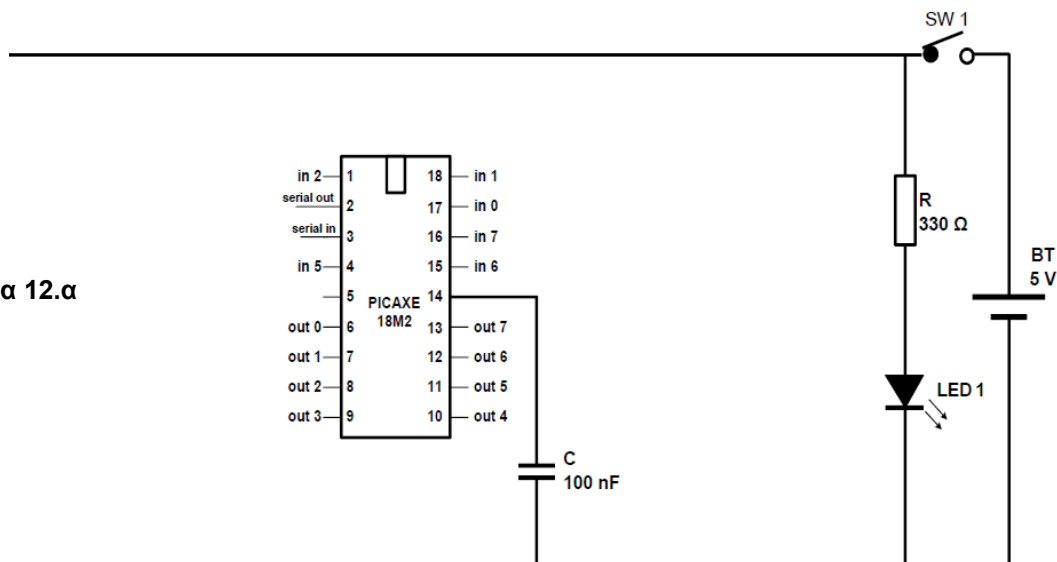 SW 1
in 2 1 18 in 1
serial out 2 17 in 0
serial in 3 16 in 7
in 5 4 15 in 6
5 PICAXE 14
18M2
out 0 6 13 out 7
out 1 7 12 out 6
out 2 8 11 out 5
out 3 9 10 out 4
α 12.α
R
330 Ω
BT
5 V
LED 1
C
100 nF